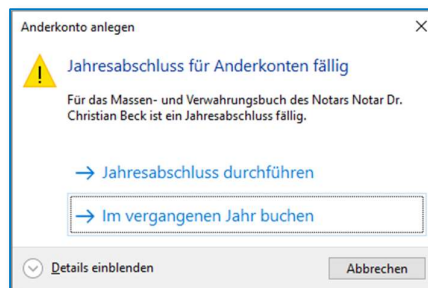 Anderkonto anlegen
Jahresabschluss für Anderkonten fällig
Für das Massen- und Verwahrungsbuch des Notars Notar Dr.
Christian Beck ist ein Jahresabschluss fällig.
→ Jahresabschluss durchführen
→ Im vergangenen Jahr buchen
Details einblenden
Abbrechen